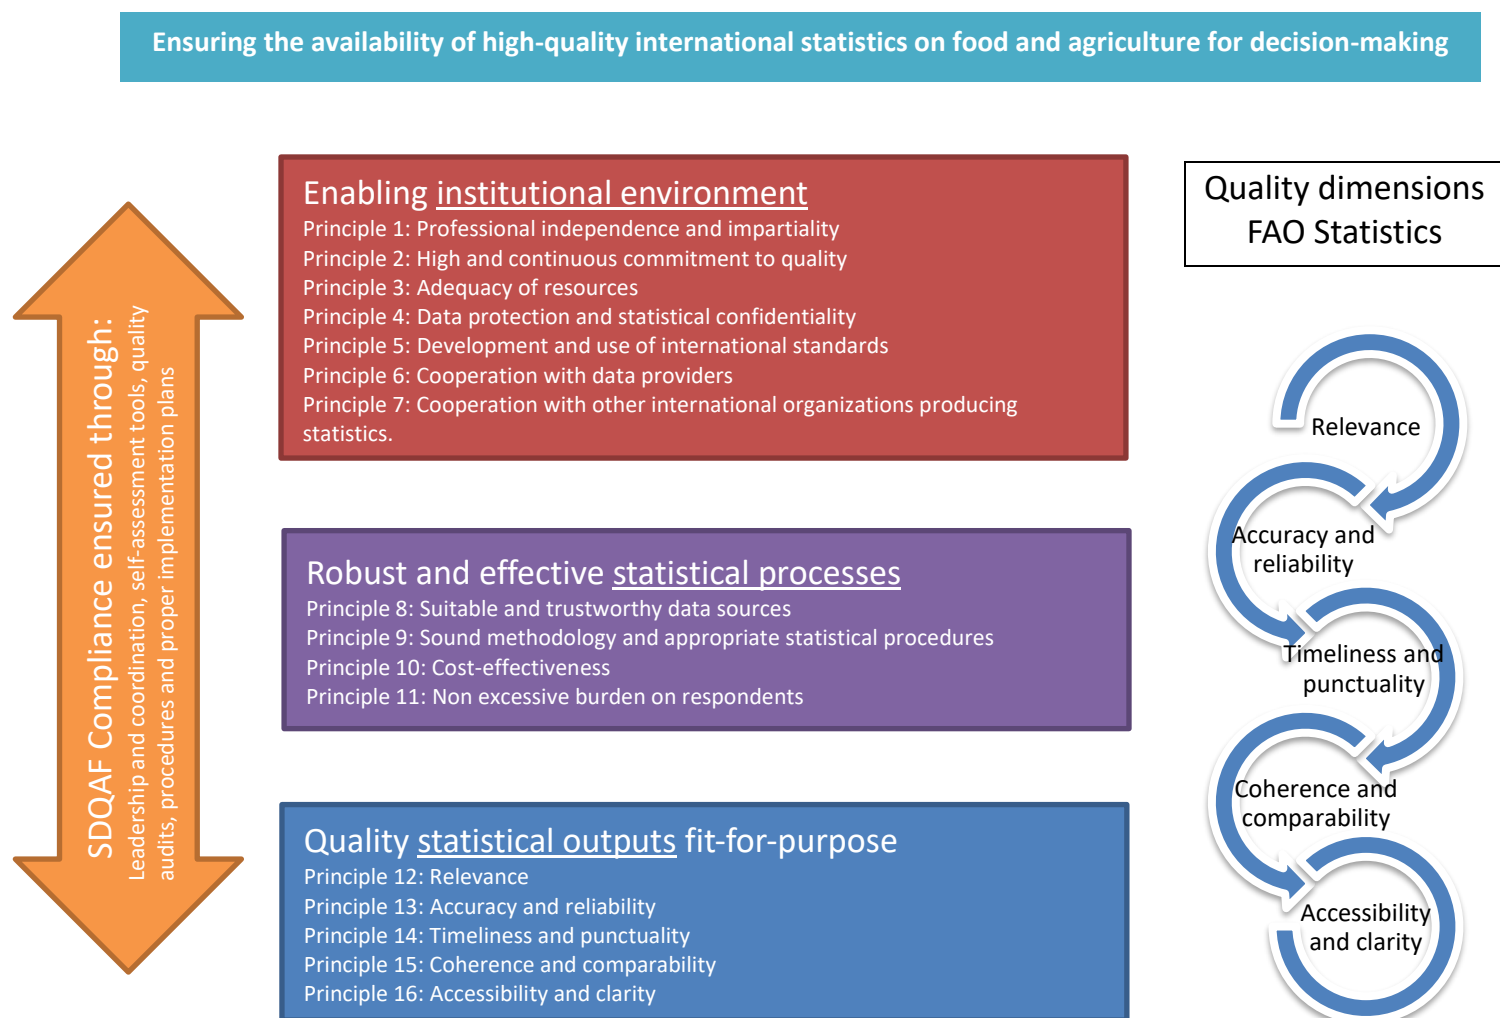 Ensuring the availability of high-quality international statistics on food and agriculture for decision-making
SDQAF Compliance ensured through:
Leadership and coordination, self-assessment tools, quality
audits, procedures and proper implementation plans
Enabling institutional environment
Principle 1: Professional independence and impartiality
Principle 2: High and continuous commitment to quality
Principle 3: Adequacy of resources
Principle 4: Data protection and statistical confidentiality
Principle 5: Development and use of international standards
Principle 6: Cooperation with data providers
Principle 7: Cooperation with other international organizations producing
statistics.
Robust and effective statistical processes
Principle 8: Suitable and trustworthy data sources
Principle 9: Sound methodology and appropriate statistical procedures
Principle 10: Cost-effectiveness
Principle 11: Non excessive burden on respondents
Quality statistical outputs fit-for-purpose
Principle 12: Relevance
Principle 13: Accuracy and reliability
Principle 14: Timeliness and punctuality
Principle 15: Coherence and comparability
Principle 16: Accessibility and clarity
Quality dimensions
FAO Statistics
Relevance
Accuracy and
reliability
Timeliness and
punctuality
Coherence and
comparability
Accessibility
and clarity